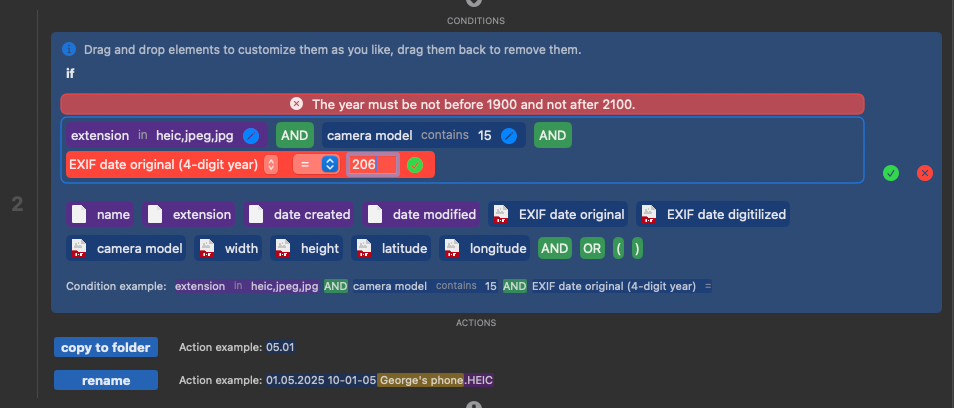 CONDITIONS
Drag and drop elements to customize them as you like, drag them back to remove them.
if
The year must be not before 1900 and not after 2100.
extension in heic,jpeg,jpg AND camera model contains 15 AND
EXIF date original (4-digit year) = 206
2
name extension date created date modified EXIF date original EXIF date digitilized
camera model width height latitude longitude AND OR ( )
Condition example: extension in heic,jpeg,jpg AND camera model contains 15 AND EXIF date original (4-digit year) =
ACTIONS
copy to folder Action example: 05.01
rename Action example: 01.05.2025 10-01-05 George's phone.HEIC